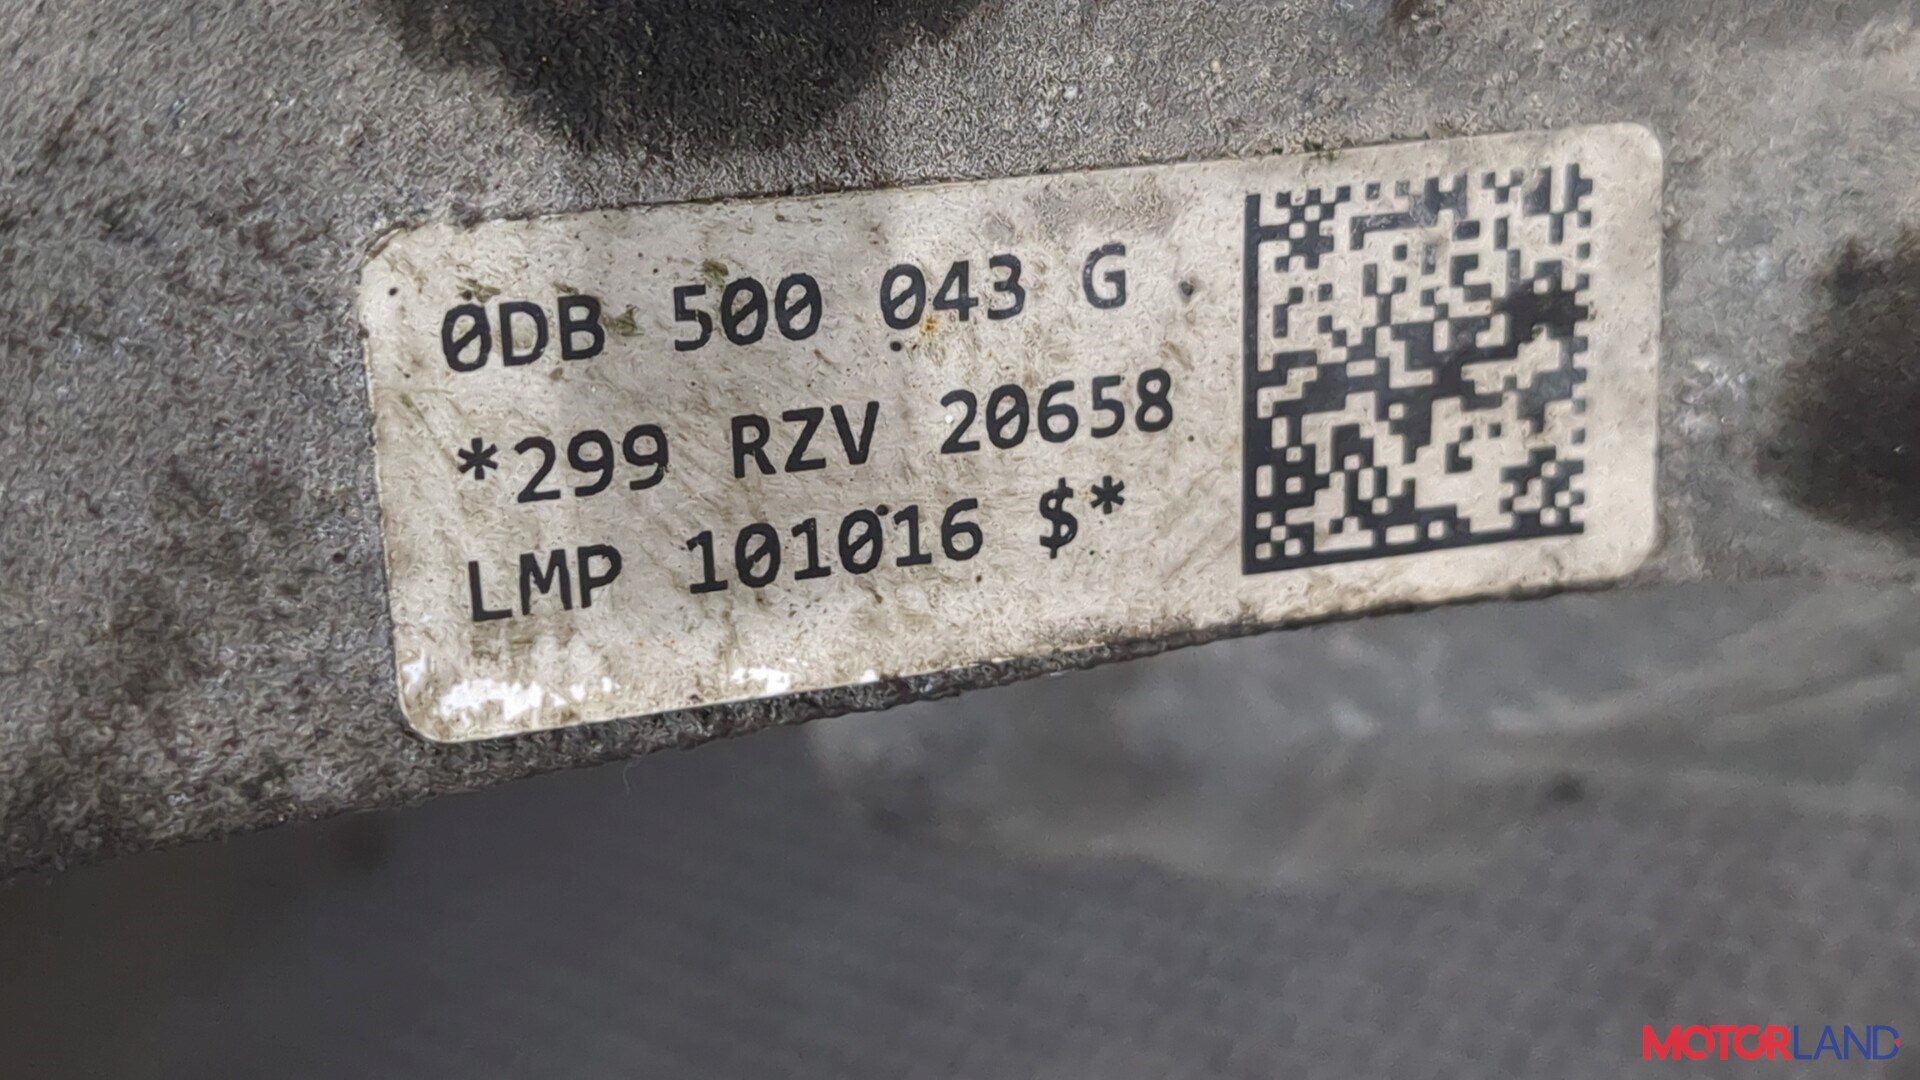 0DB 500 043 G
*299 RZV 20658
LMP 101016 $*
MOTORLAND